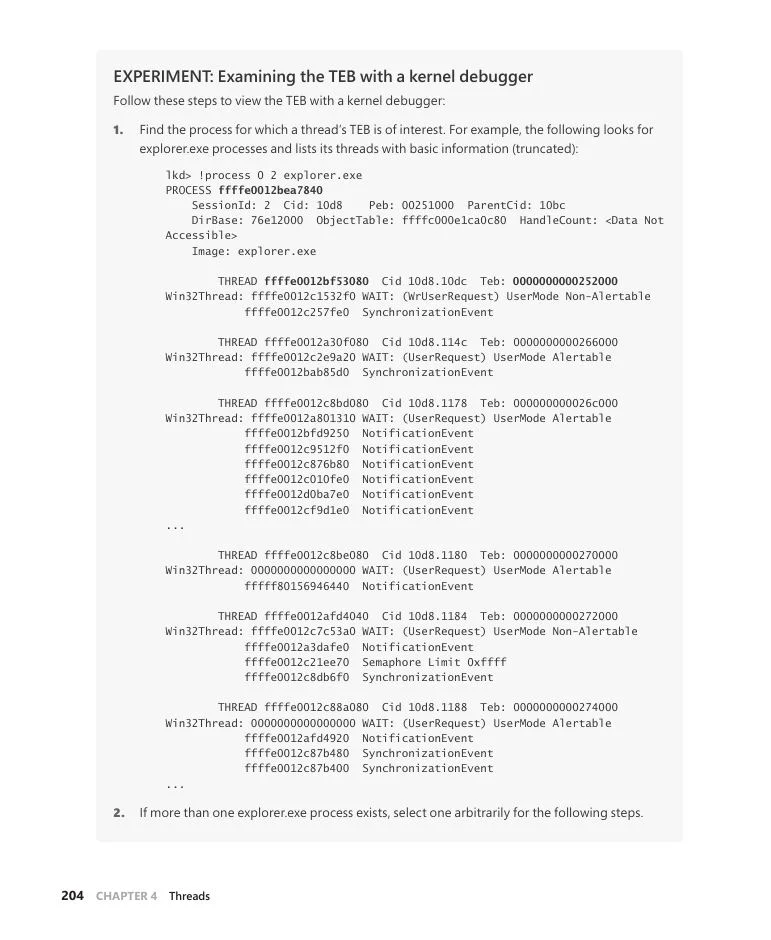 EXPERIMENT: Examining the TEB with a kernel debugger
Follow these steps to view the TEB with a kernel debugger:
1. Find the process for which a thread’s TEB is of interest. For example, the following looks for
explorer.exe processes and lists its threads with basic information (truncated):
lkd> !process 0 2 explorer.exe
PROCESS ffffe0012bea7840
    SessionId: 2  Cid: 10d8    Peb: 00251000  ParentCid: 10bc
    DirBase: 76e12000  ObjectTable: ffffc000e1ca0c80  HandleCount: <Data Not
Accessible>
    Image: explorer.exe
        THREAD ffffe0012bf53080  Cid 10d8.10dc  Teb: 0000000000252000
Win32Thread: ffffe0012c1532f0 WAIT: (WrUserRequest) UserMode Non-Alertable
            ffffe0012c257fe0  SynchronizationEvent
        THREAD ffffe0012a30f080  Cid 10d8.114c  Teb: 0000000000266000
Win32Thread: ffffe0012c2e9a20 WAIT: (UserRequest) UserMode Alertable
            ffffe0012bab85d0  SynchronizationEvent
        THREAD ffffe0012c8bd080  Cid 10d8.1178  Teb: 000000000026c000
Win32Thread: ffffe0012a801310 WAIT: (UserRequest) UserMode Alertable
            ffffe0012bfd9250  NotificationEvent
            ffffe0012c9512f0  NotificationEvent
            ffffe0012c876b80  NotificationEvent
            ffffe0012c010fe0  NotificationEvent
            ffffe0012d0ba7e0  NotificationEvent
            ffffe0012cf9d1e0  NotificationEvent
...
        THREAD ffffe0012c8be080  Cid 10d8.1180  Teb: 0000000000270000
Win32Thread: 0000000000000000 WAIT: (UserRequest) UserMode Alertable
            fffff80156946440  NotificationEvent
        THREAD ffffe0012afd4040  Cid 10d8.1184  Teb: 0000000000272000
Win32Thread: ffffe0012c7c53a0 WAIT: (UserRequest) UserMode Non-Alertable
            ffffe0012a3dafe0  NotificationEvent
            ffffe0012c21ee70  Semaphore Limit 0xffff
            ffffe0012c8db6f0  SynchronizationEvent
        THREAD ffffe0012c88a080  Cid 10d8.1188  Teb: 0000000000274000
Win32Thread: 0000000000000000 WAIT: (UserRequest) UserMode Alertable
            ffffe0012afd4920  NotificationEvent
            ffffe0012c87b480  SynchronizationEvent
            ffffe0012c87b400  SynchronizationEvent
...
2. If more than one explorer.exe process exists, select one arbitrarily for the following steps.
204 CHAPTER 4 Threads